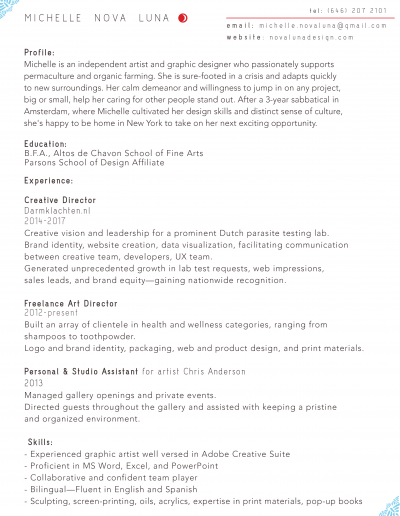 MICHELLE NOVA LUNA
tel: (646) 207 2101
email: michelle.novaluna@gmail.com
website: novalunadesign.com
Profile:
Michelle is an independent artist and graphic designer who passionately supports
permaculture and organic farming. She is sure-footed in a crisis and adapts quickly
to new surroundings. Her calm demeanor and willingness to jump in on any project,
big or small, help her caring for other people stand out. After a 3-year sabbatical in
Amsterdam, where Michelle cultivated her design skills and distinct sense of culture,
she's happy to be home in New York to take on her next exciting opportunity.
Education:
B.F.A., Altos de Chavon School of Fine Arts
Parsons School of Design Affiliate
Experience:
Creative Director
Darmklachten.nl
2014-2017
Creative vision and leadership for a prominent Dutch parasite testing lab.
Brand identity, website creation, data visualization, facilitating communication
between creative team, developers, UX team.
Generated unprecedented growth in lab test requests, web impressions,
sales leads, and brand equity—gaining nationwide recognition.
Freelance Art Director
2012-present
Built an array of clientele in health and wellness categories, ranging from
shampoos to toothpowder.
Logo and brand identity, packaging, web and product design, and print materials.
Personal & Studio Assistant for artist Chris Anderson
2013
Managed gallery openings and private events.
Directed guests throughout the gallery and assisted with keeping a pristine
and organized environment.
Skills:
- Experienced graphic artist well versed in Adobe Creative Suite
- Proficient in MS Word, Excel, and PowerPoint
- Collaborative and confident team player
- Bilingual—Fluent in English and Spanish
- Sculpting, screen-printing, oils, acrylics, expertise in print materials, pop-up books